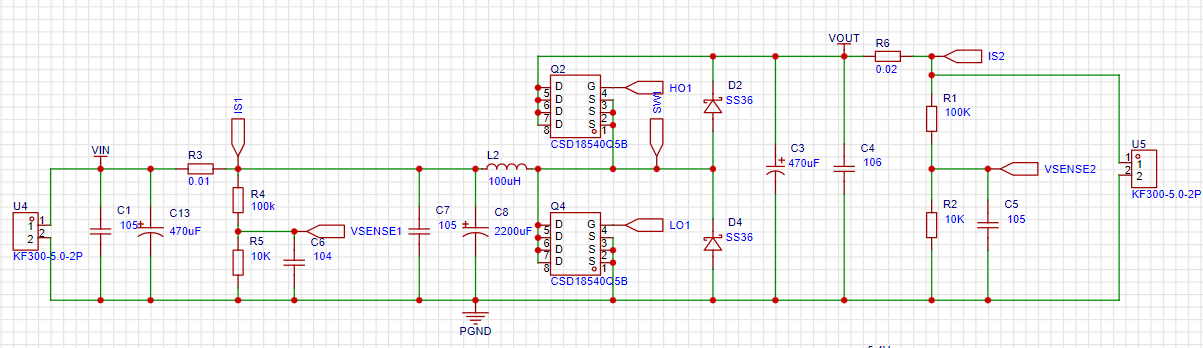 VOUT
R6
0.02
IS2
Q2
D
D
D
D
5
6
7
8
G
S
S
S
4
3
2
1
HO1
SW1
CSD18540Q5B
D2
SS36
R1
100K
IS1
VIN
R3
0.01
L2
100uH
C3
470uF
C4
106
VSENSE2
U5
1
2
1
2
KF300-5.0-2P
R4
100k
U4
1
2
1
2
KF300-5.0-2P
C1
105
C13
470uF
VSENSE1
R5
10K
C6
104
C7
105
C8
2200uF
Q4
D
D
D
D
5
6
7
8
G
S
S
S
4
3
2
1
LO1
CSD18540Q5B
D4
SS36
R2
10K
C5
105
PGND